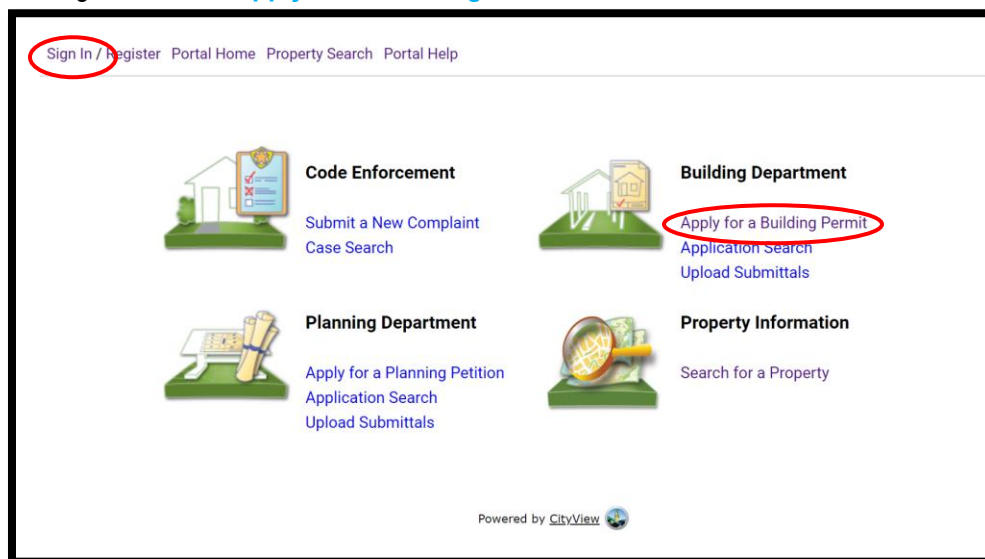 Sign In / Register Portal Home Property Search Portal Help
Code Enforcement
Submit a New Complaint
Case Search
Building Department
Apply for a Building Permit
Application Search
Upload Submittals
Planning Department
Apply for a Planning Petition
Application Search
Upload Submittals
Property Information
Search for a Property
Powered by CityView